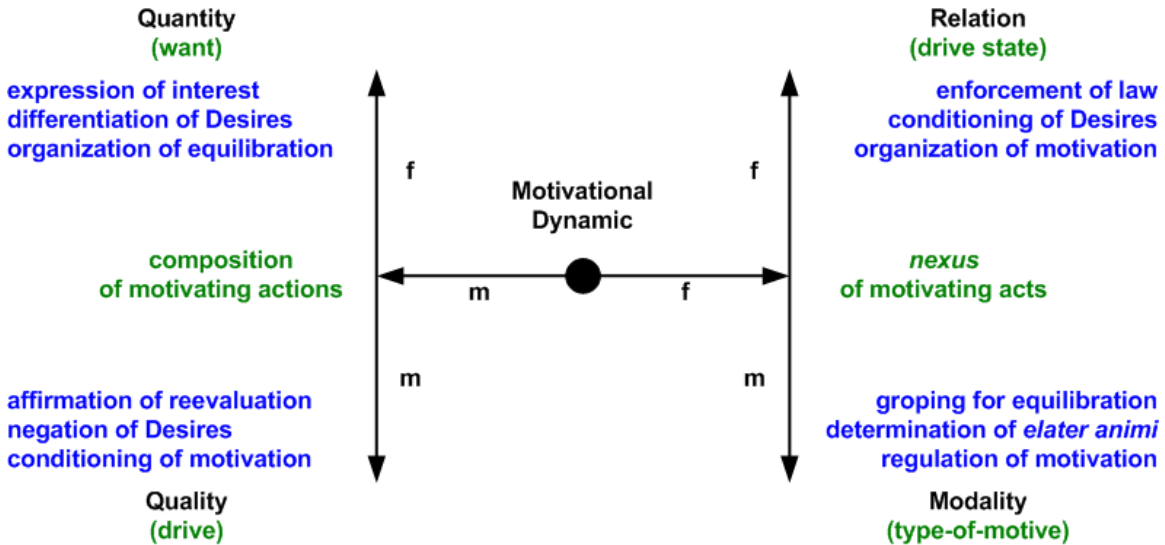 Quantity
(want)
expression of interest
differentiation of Desires
organization of equilibration
Relation
(drive state)
enforcement of law
conditioning of Desires
organization of motivation
f
f
Motivational
Dynamic
composition
of motivating actions
m
f
nexus
of motivating acts
m
m
affirmation of reevaluation
negation of Desires
conditioning of motivation
Quality
(drive)
groping for equilibration
determination of elater animi
regulation of motivation
Modality
(type-of-motive)